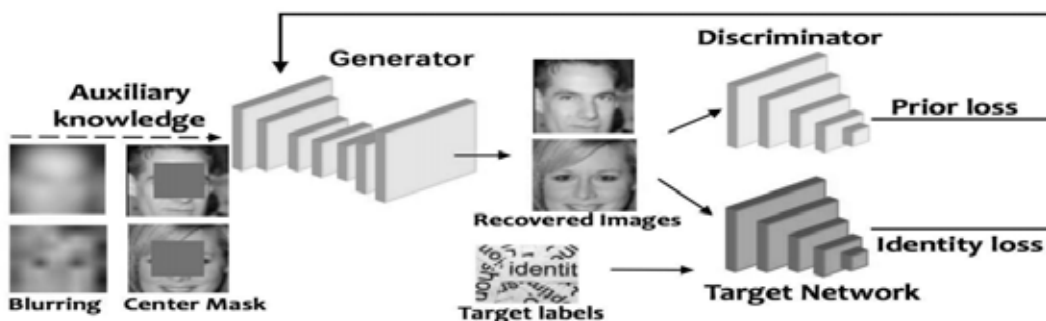 Generator
Discriminator
Auxiliary
knowledge
Prior loss
Recovered Images
identit
Identity loss
Blurring
Center Mask
Target labels
Target Network